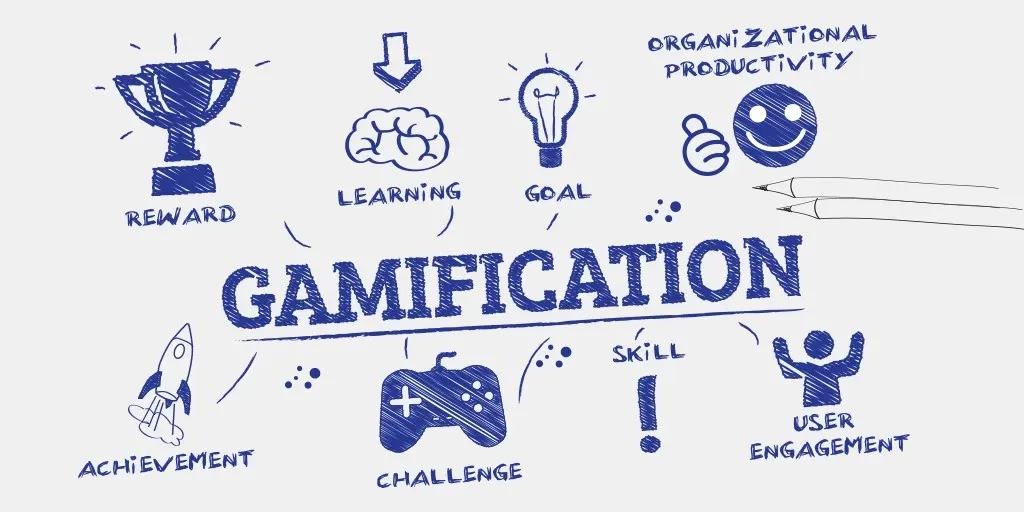 ORGANiZATiONAL
PRODUCTiViTY
LEARNiNG
GOAL
REWARD
GAMIFICATION
SKiLL
USER
ENGAGEMENT
ACHiEVEMENT
CHALLENGE